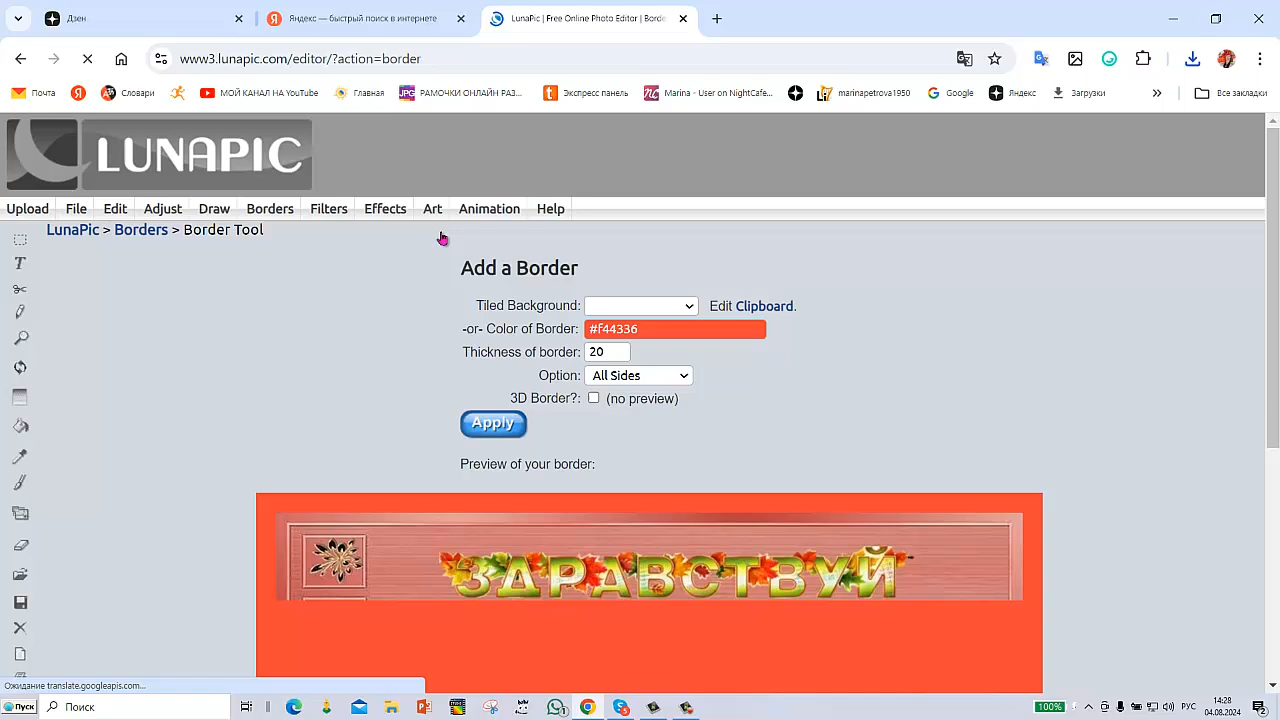 Дзен
Яндекс — быстрый поиск в интернете
LunaPic | Free Online Photo Editor | Borde
www3.lunapic.com/editor/?action=border
Почта
Словари
МОЙ КАНАЛ НА YouTube
Главная
JPG РАМОЧКИ ОНЛАЙН РАЗ...
Экспресс панель
Marina - User on NightCafe...
marinapetrova1950
Google
Яндекс
Загрузки
»
Все закладки
LUNAPIC
Upload File Edit Adjust Draw Borders Filters Effects Art Animation Help
LunaPic > Borders > Border Tool
Add a Border
Tiled Background: Edit Clipboard.
-or- Color of Border: #f44336
Thickness of border: 20
Option: All Sides
3D Border?: (no preview)
Apply
Preview of your border:
ЗДРАВСТВУЙ
Ожидание translate.googleapis.com...
Пуск
Поиск
100%
РУС
14:28
04.08.2024